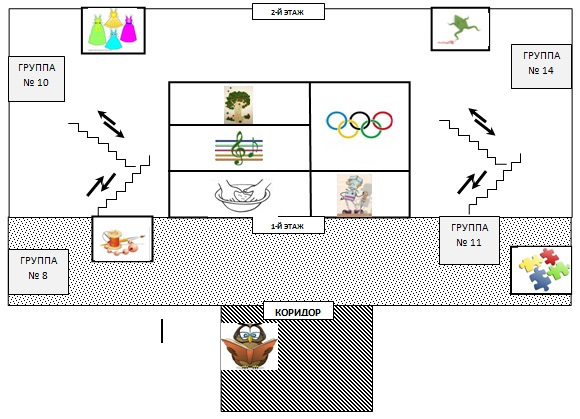 2-й ЭТАЖ
ГРУППА
№ 10
ГРУППА
№ 14
1-й ЭТАЖ
ГРУППА
№ 11
ГРУППА
№ 8
КОРИДОР